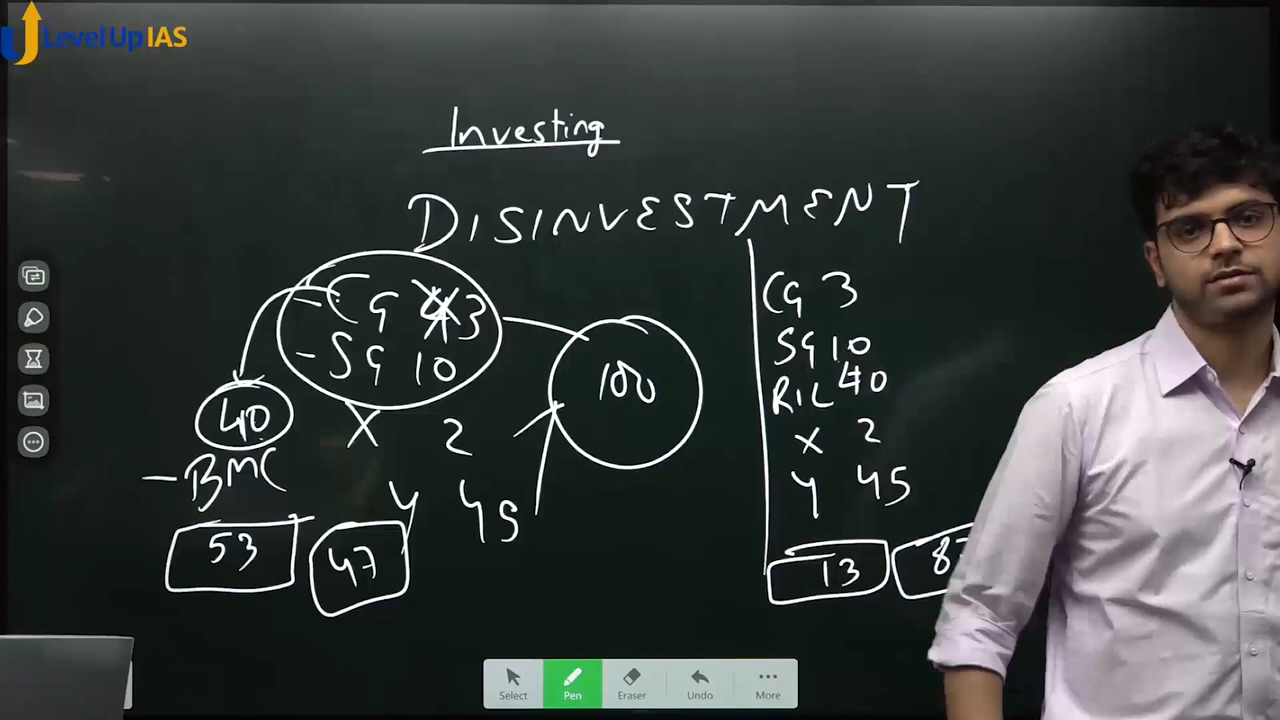 Level Up IAS
Investing
DISINVESTMENT
- CG 3
- SG 10
100
40
X 2
- BMC
Y 45
53
47
CG 3
SG 10
RIL 40
X 2
Y 45
13
Select
Pen
Eraser
Undo
More